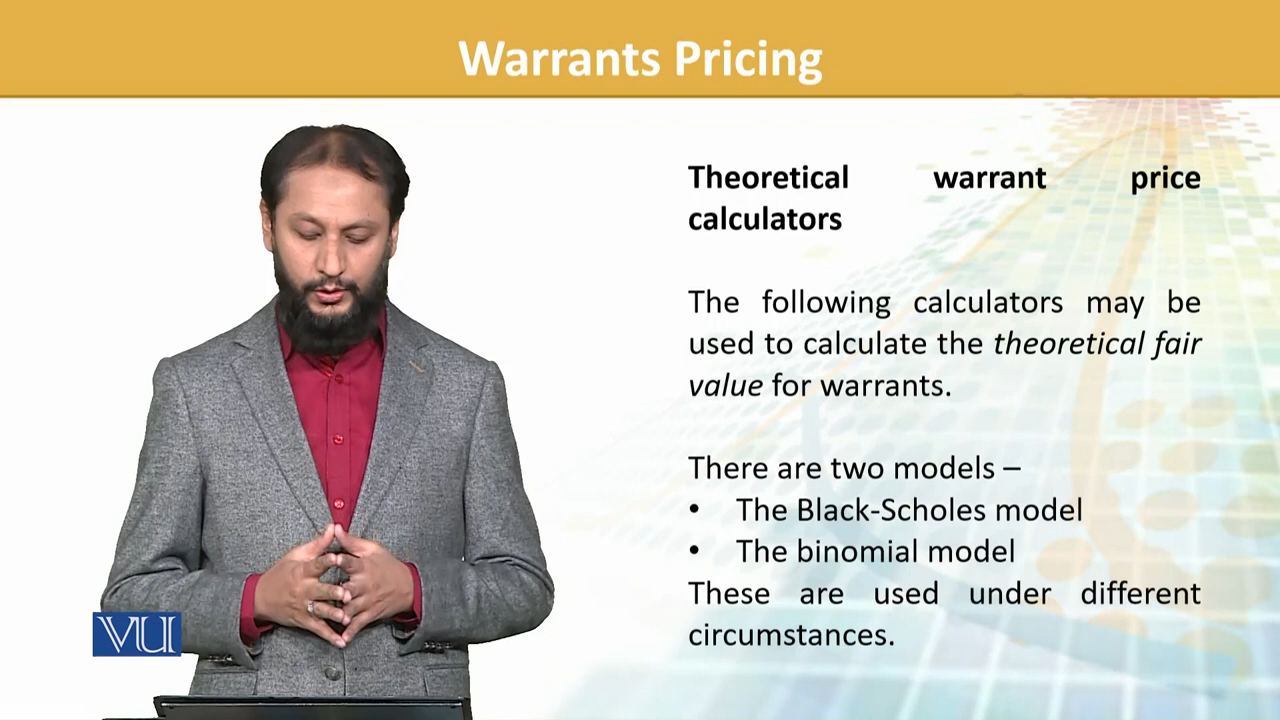 Warrants Pricing
Theoretical warrant price
calculators
The following calculators may be
used to calculate the theoretical fair
value for warrants.
There are two models –
• The Black-Scholes model
• The binomial model
These are used under different
circumstances.
VU